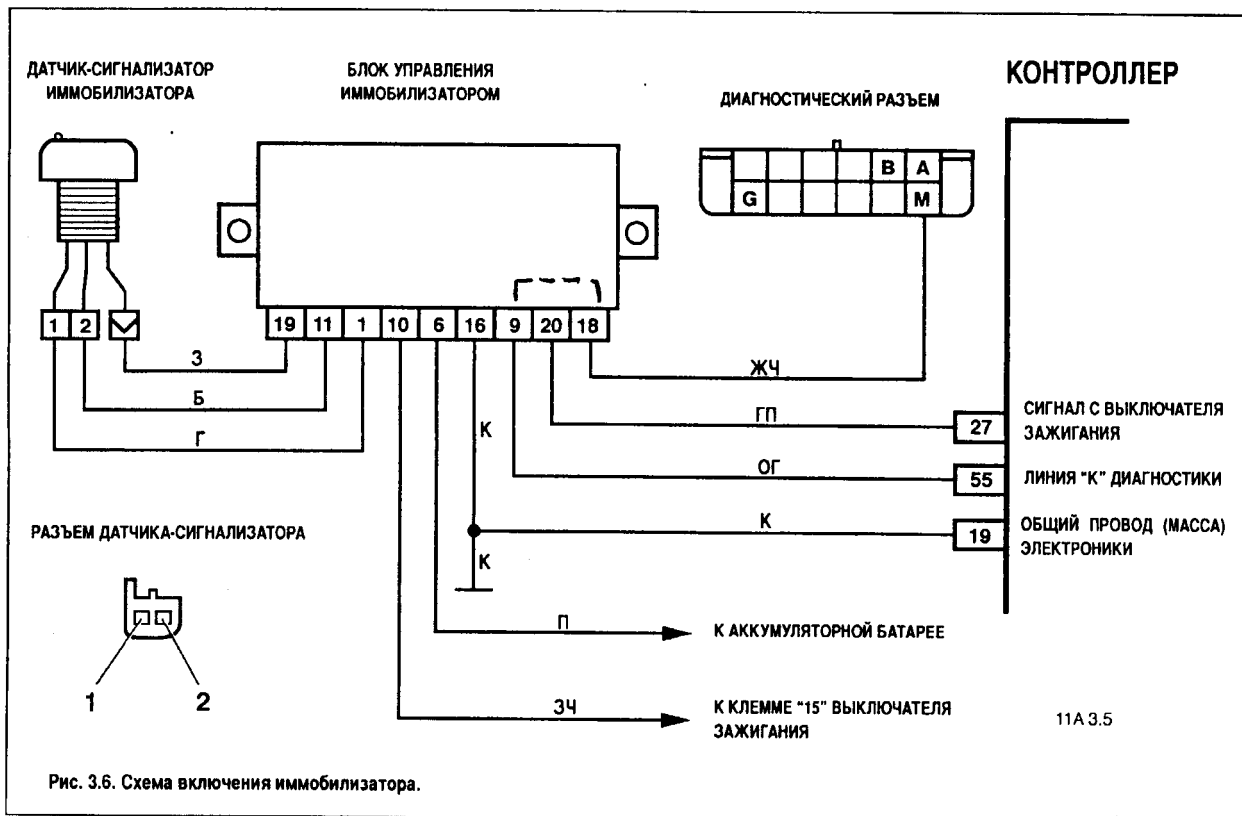 ДАТЧИК-СИГНАЛИЗАТОР
ИММОБИЛИЗАТОРА
БЛОК УПРАВЛЕНИЯ
ИММОБИЛИЗАТОРОМ
ДИАГНОСТИЧЕСКИЙ РАЗЪЕМ
КОНТРОЛЛЕР
B A
G M
1 2
19 11 1 10 6 16 9 20 18
З
Б
Г
К
ЖЧ
ГП
27
СИГНАЛ С ВЫКЛЮЧАТЕЛЯ
ЗАЖИГАНИЯ
ОГ
55
ЛИНИЯ "К" ДИАГНОСТИКИ
К
19
ОБЩИЙ ПРОВОД (МАССА)
ЭЛЕКТРОНИКИ
К
РАЗЪЕМ ДАТЧИКА-СИГНАЛИЗАТОРА
1 2
П
К АККУМУЛЯТОРНОЙ БАТАРЕЕ
ЗЧ
К КЛЕММЕ "15" ВЫКЛЮЧАТЕЛЯ
ЗАЖИГАНИЯ
11А 3.5
Рис. 3.6. Схема включения иммобилизатора.